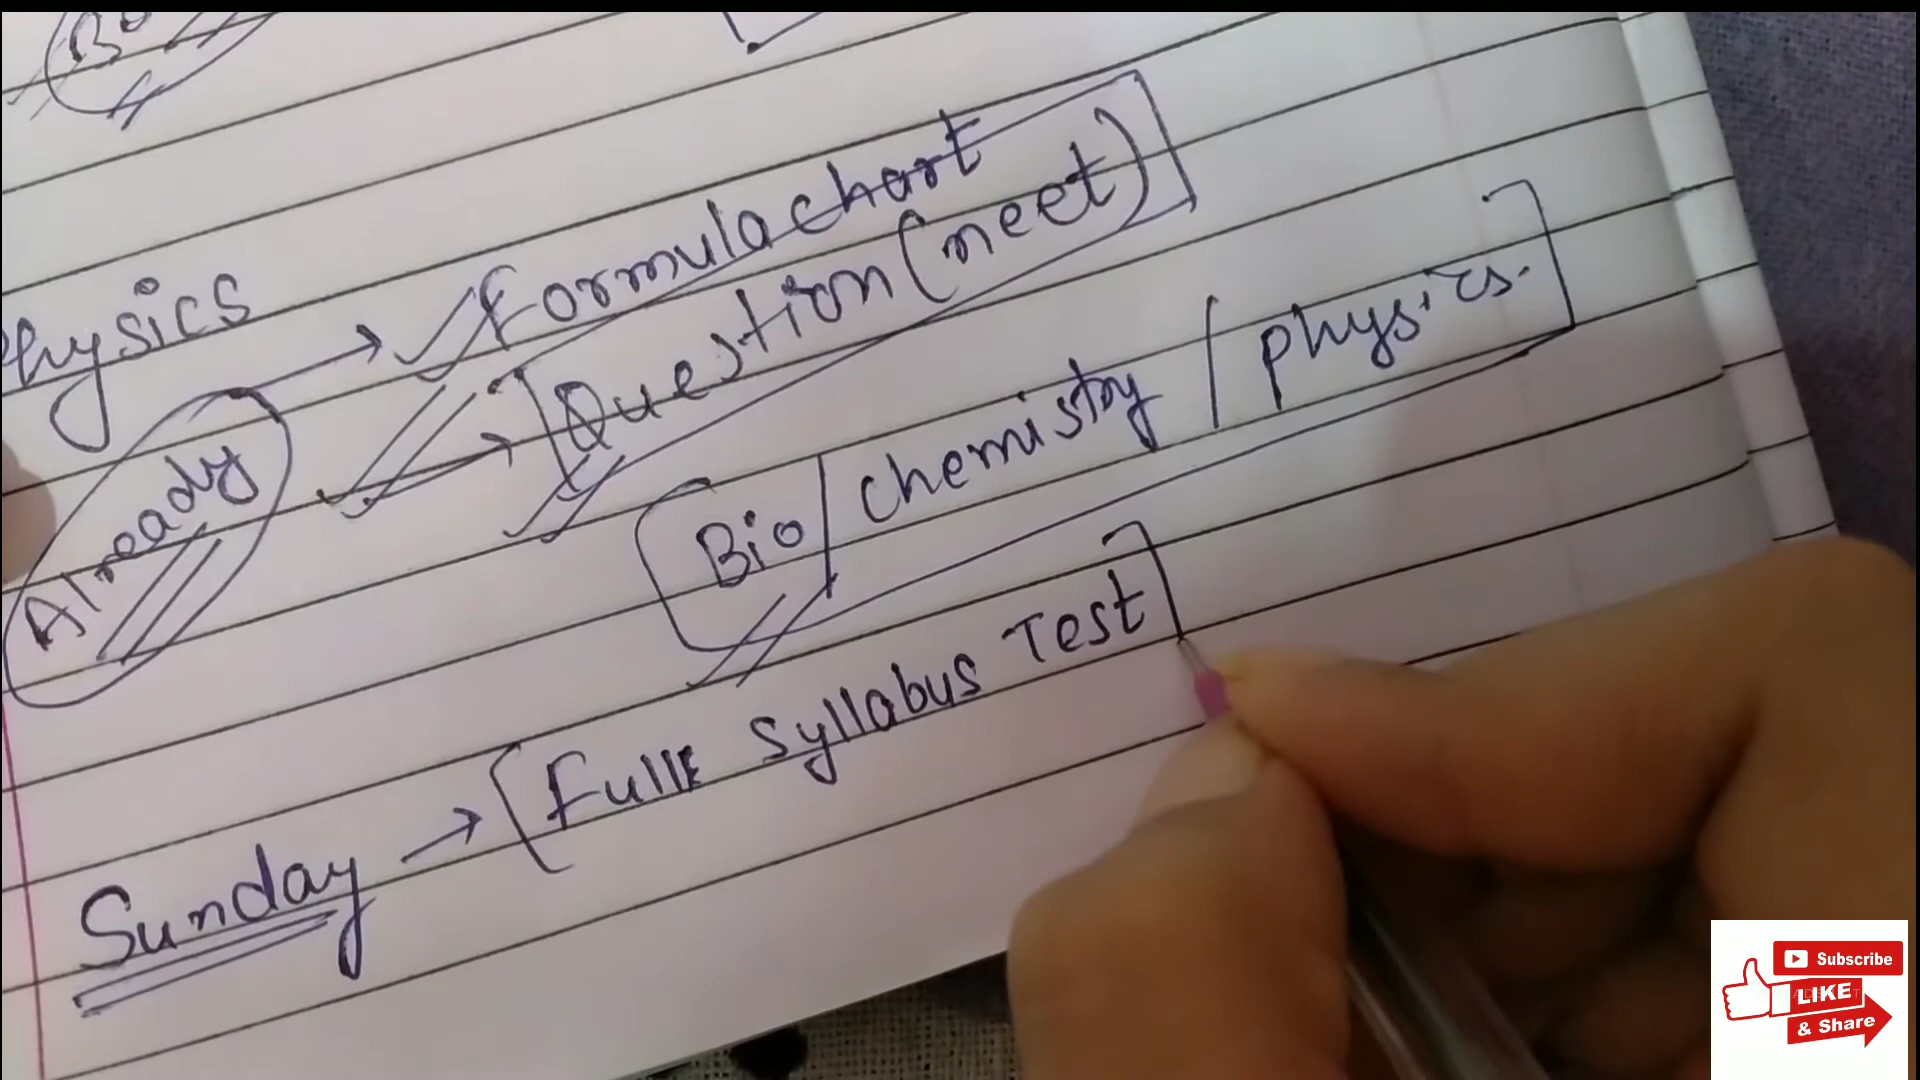 Physics → Formula chart
Already → [Question (neet)]
[Bio / chemistry / physics.]
Sunday → [Full syllabus Test]
Subscribe
LIKE
& Share